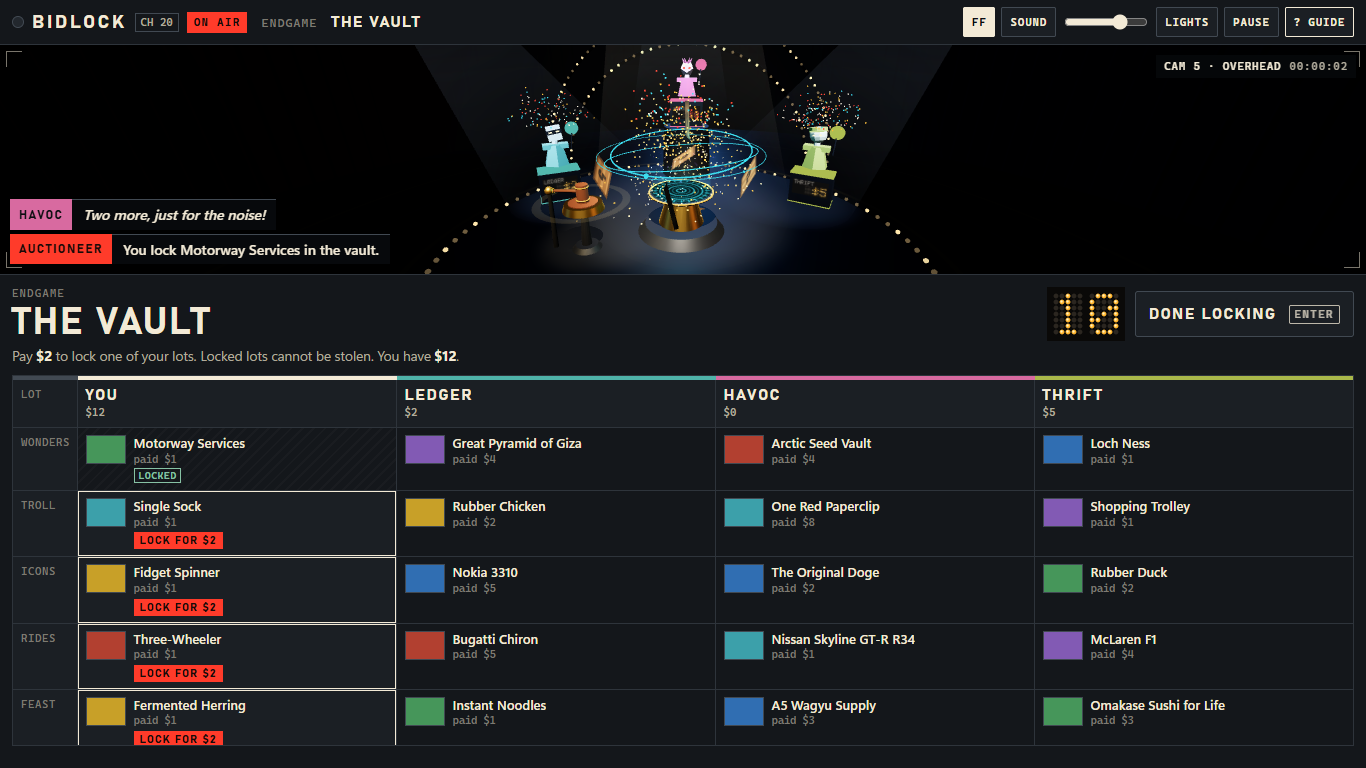 BIDLOCK CH 20 ON AIR ENDGAME THE VAULT FF SOUND LIGHTS PAUSE ? GUIDE
CAM 5 · OVERHEAD 00:00:02
HAVOC Two more, just for the noise!
AUCTIONEER You lock Motorway Services in the vault.
ENDGAME
THE VAULT
Pay $2 to lock one of your lots. Locked lots cannot be stolen. You have $12.
10
DONE LOCKING ENTER
LOT YOU LEDGER HAVOC THRIFT
$12 $2 $0 $5
WONDERS Motorway Services Great Pyramid of Giza Arctic Seed Vault Loch Ness
paid $1 paid $4 paid $4 paid $1
LOCKED
TROLL Single Sock Rubber Chicken One Red Paperclip Shopping Trolley
paid $1 paid $2 paid $8 paid $1
LOCK FOR $2
ICONS Fidget Spinner Nokia 3310 The Original Doge Rubber Duck
paid $1 paid $5 paid $2 paid $2
LOCK FOR $2
RIDES Three-Wheeler Bugatti Chiron Nissan Skyline GT-R R34 McLaren F1
paid $1 paid $5 paid $1 paid $4
LOCK FOR $2
FEAST Fermented Herring Instant Noodles A5 Wagyu Supply Omakase Sushi for Life
paid $1 paid $1 paid $3 paid $3
LOCK FOR $2